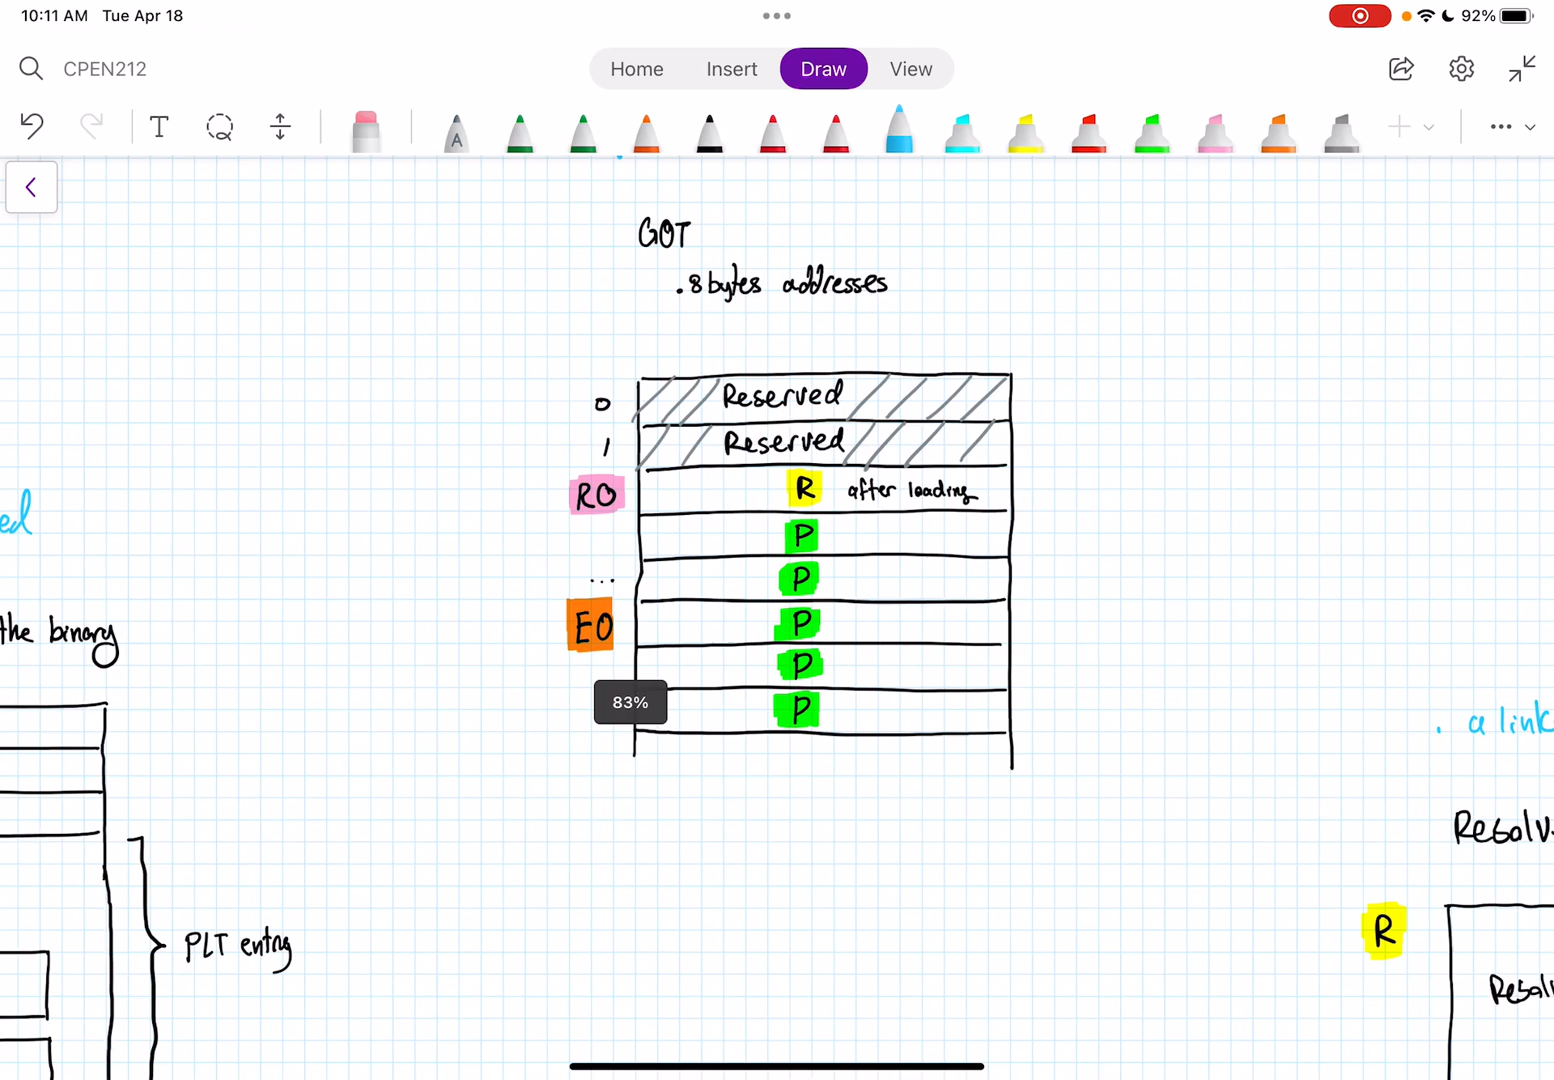 10:11 AM Tue Apr 18
92%
CPEN212
Home Insert Draw View
T
A
GOT
. 8 bytes addresses
0 Reserved
1 Reserved
RO R after loading
P
... P
EO P
P
83% P
ed
the binary
PLT entry
. a link
Resolv
R
Resol